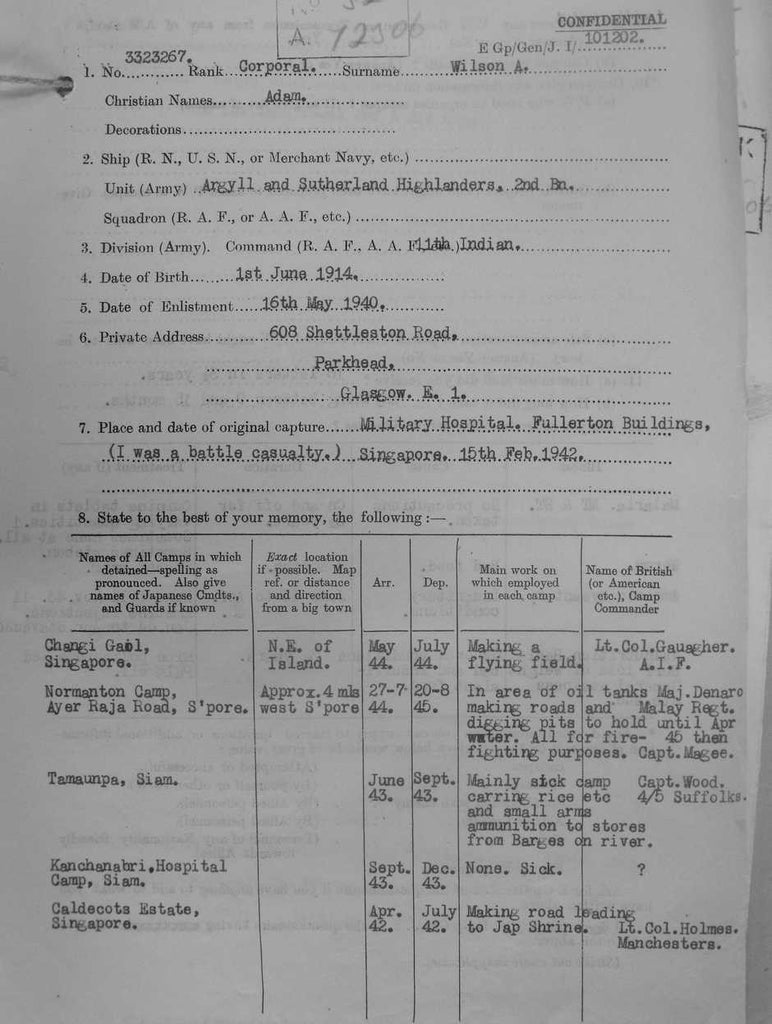 A. 12306
CONFIDENTIAL
E Gp/Gen/J. I/ 101202.
1. No. 3323267. Rank Corporal. Surname Wilson A.
Christian Names Adam.
Decorations
2. Ship (R. N., U. S. N., or Merchant Navy, etc.)
Unit (Army) Argyll and Sutherland Highlanders, 2nd Bn.
Squadron (R. A. F., or A. A. F., etc.)
3. Division (Army). Command (R. A. F., A. A. F.) 11th Indian.
4. Date of Birth 1st June 1914.
5. Date of Enlistment 16th May 1940.
6. Private Address 608 Shettleston Road,
Parkhead,
Glasgow. E. 1.
7. Place and date of original capture Military Hospital. Fullerton Buildings,
(I was a battle casualty.) Singapore. 15th Feb. 1942.
8. State to the best of your memory, the following :—
Names of All Camps in which detained—spelling as pronounced. Also give names of Japanese Cmdts., and Guards if known
Exact location if possible. Map ref. or distance and direction from a big town
Arr.
Dep.
Main work on which employed in each camp
Name of British (or American etc.), Camp Commander
Changi Gaol, N.E. of May July Making a Lt.Col.Gauagher.
Singapore. Island. 44. 44. flying field. A.I.F.
Normanton Camp, Approx.4 mls 27-7 20-8 In area of oil tanks Maj.Denaro
Ayer Raja Road, S'pore. west S'pore 44. 45. making roads and Malay Regt.
digging pits to hold until Apr
water. All for fire- 45 then
fighting purposes. Capt.Magee.
Tamaunpa, Siam. June Sept. Mainly sick camp Capt.Wood.
43. 43. carring rice etc 4/5 Suffolks.
and small arms
ammunition to stores
from Barges on river.
Kanchanabri,Hospital Sept. Dec. None. Sick. ?
Camp, Siam. 43. 43.
Caldecots Estate, Apr. July Making road leading
Singapore. 42. 42. to Jap Shrine. Lt.Col.Holmes.
Manchesters.